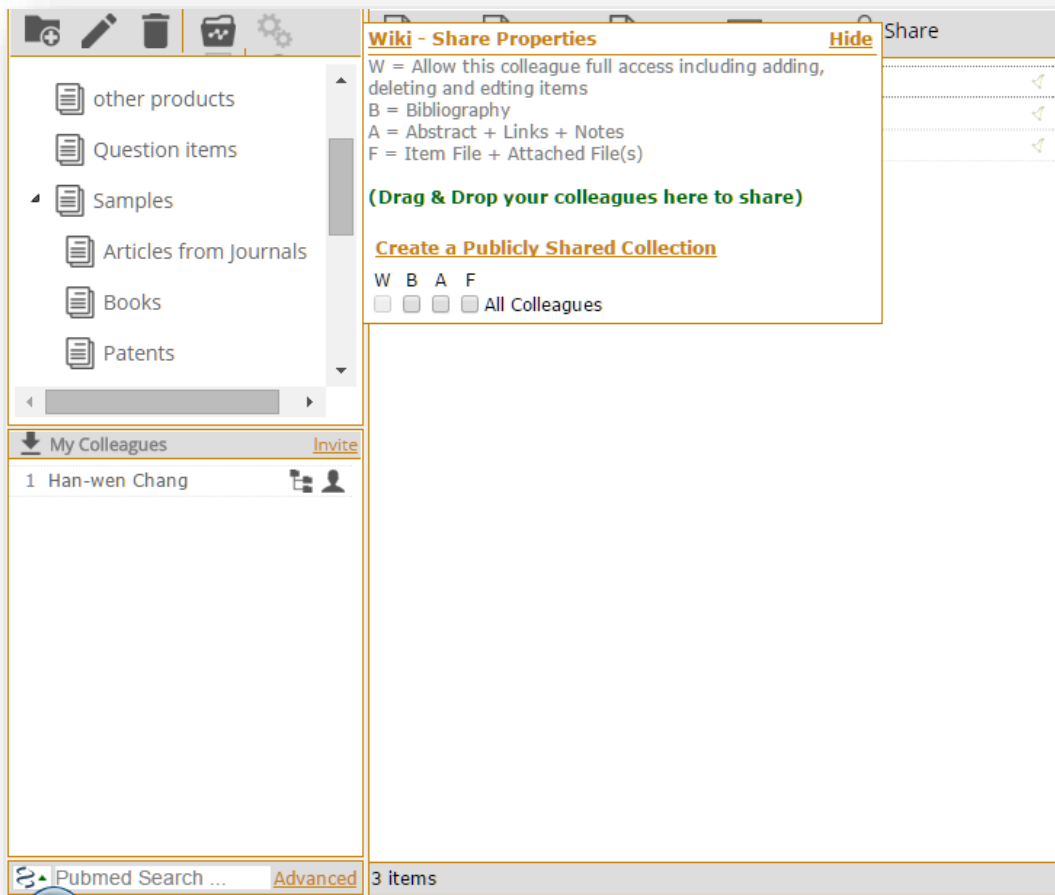 Share
Wiki - Share Properties Hide
W = Allow this colleague full access including adding,
deleting and edting items
B = Bibliography
A = Abstract + Links + Notes
F = Item File + Attached File(s)
(Drag & Drop your colleagues here to share)
Create a Publicly Shared Collection
W B A F
All Colleagues
other products
Question items
Samples
Articles from Journals
Books
Patents
My Colleagues Invite
1 Han-wen Chang
Pubmed Search ... Advanced
3 items